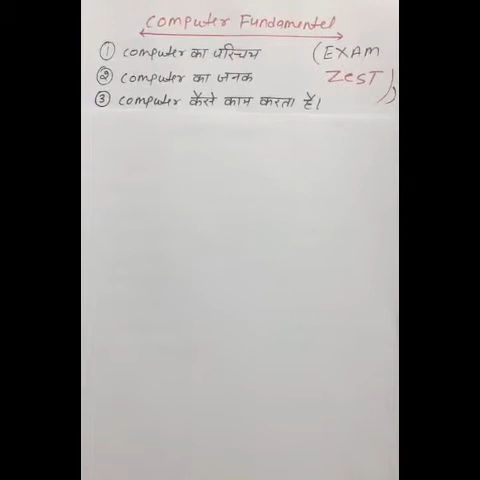 Computer Fundamentel
① Computer का परिचय (EXAM
② Computer का जनक ZEST)
③ Computer कैसे काम करता है।